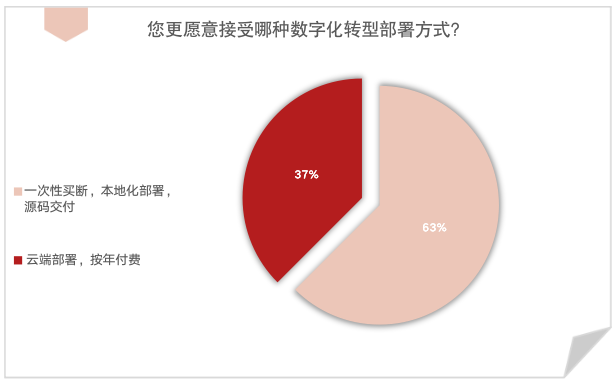 您更愿意接受哪种数字化转型部署方式?
37%
一次性买断，本地化部署，
源码交付
63%
云端部署，按年付费